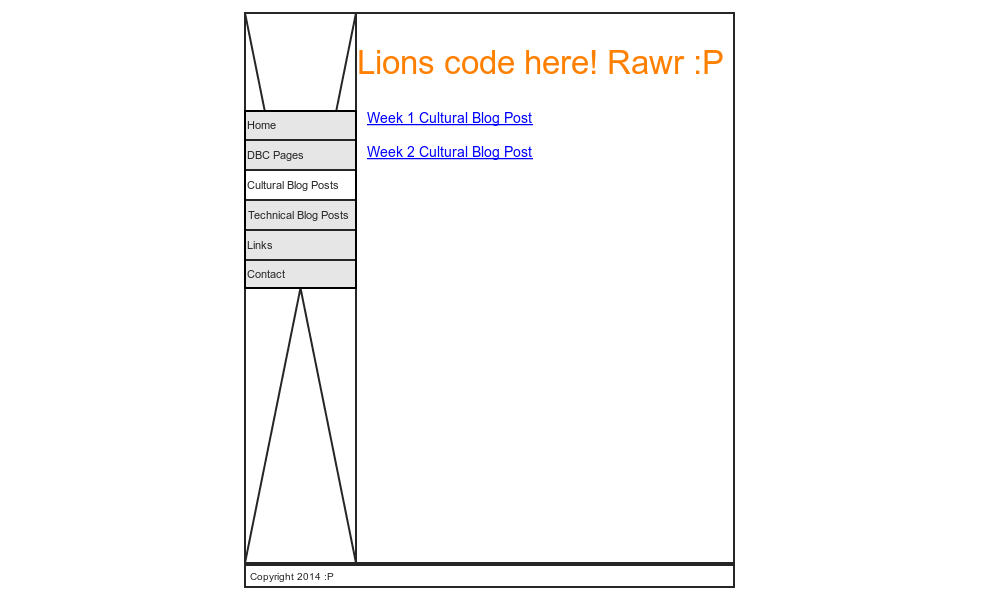 Lions code here! Rawr :P
Home
DBC Pages
Cultural Blog Posts
Technical Blog Posts
Links
Contact
Week 1 Cultural Blog Post
Week 2 Cultural Blog Post
Copyright 2014 :P